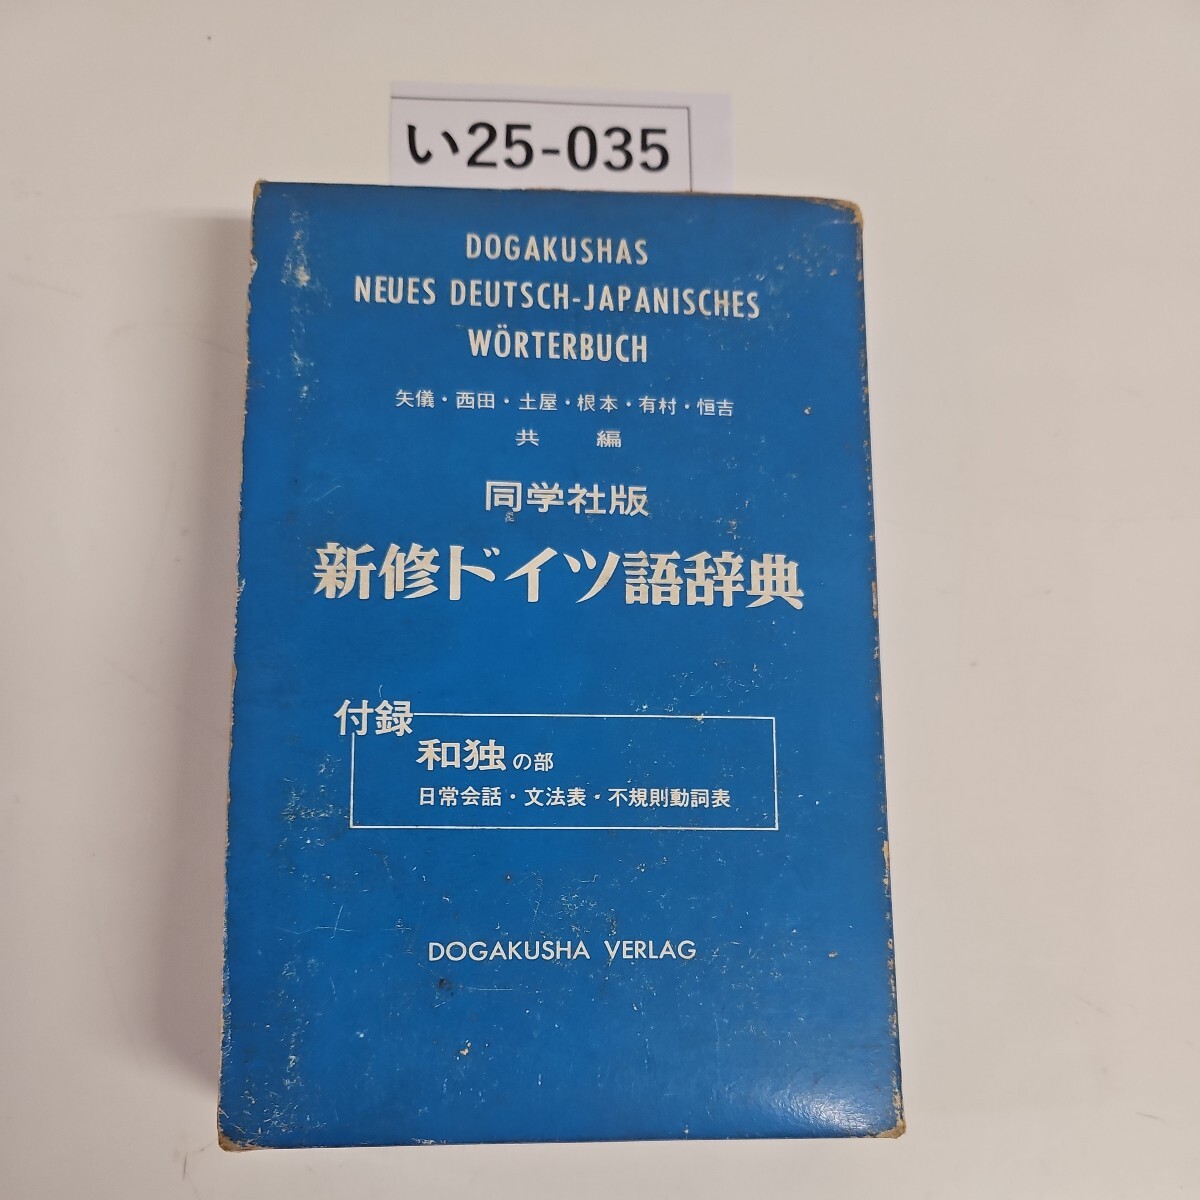 い25-035
DOGAKUSHAS
NEUES DEUTSCH-JAPANISCHES
WÖRTERBUCH
矢儀・西田・土屋・根本・有村・恒吉
共編
同学社版
新修ドイツ語辞典
付録
和独の部
日常会話・文法表・不規則動詞表
DOGAKUSHA VERLAG